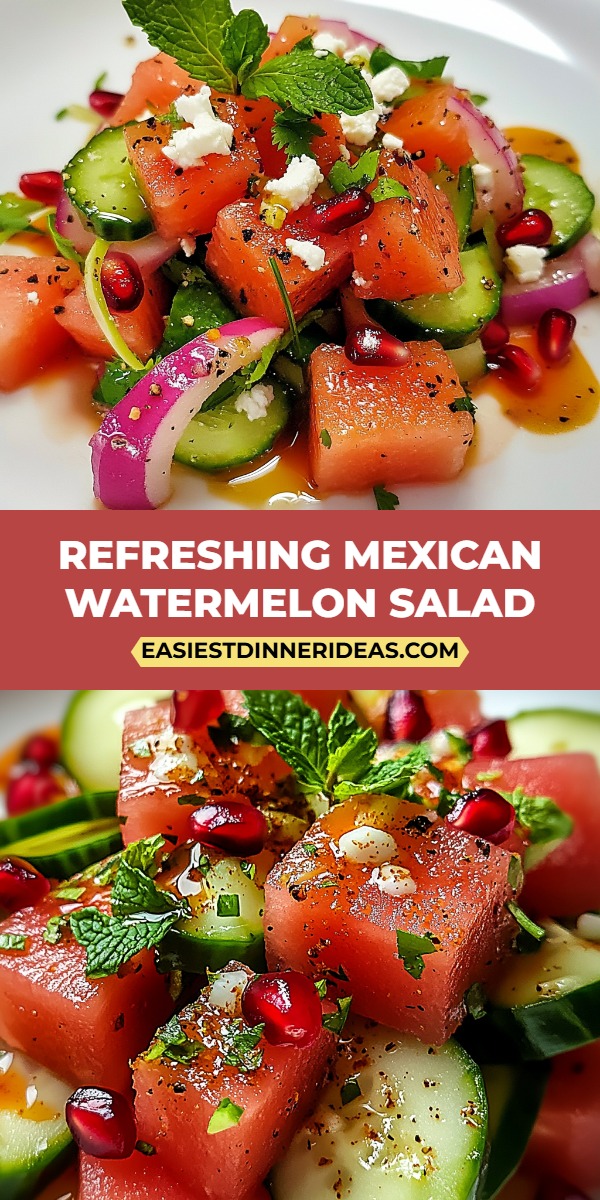 REFRESHING MEXICAN
WATERMELON SALAD
EASIESTDINNERIDEAS.COM